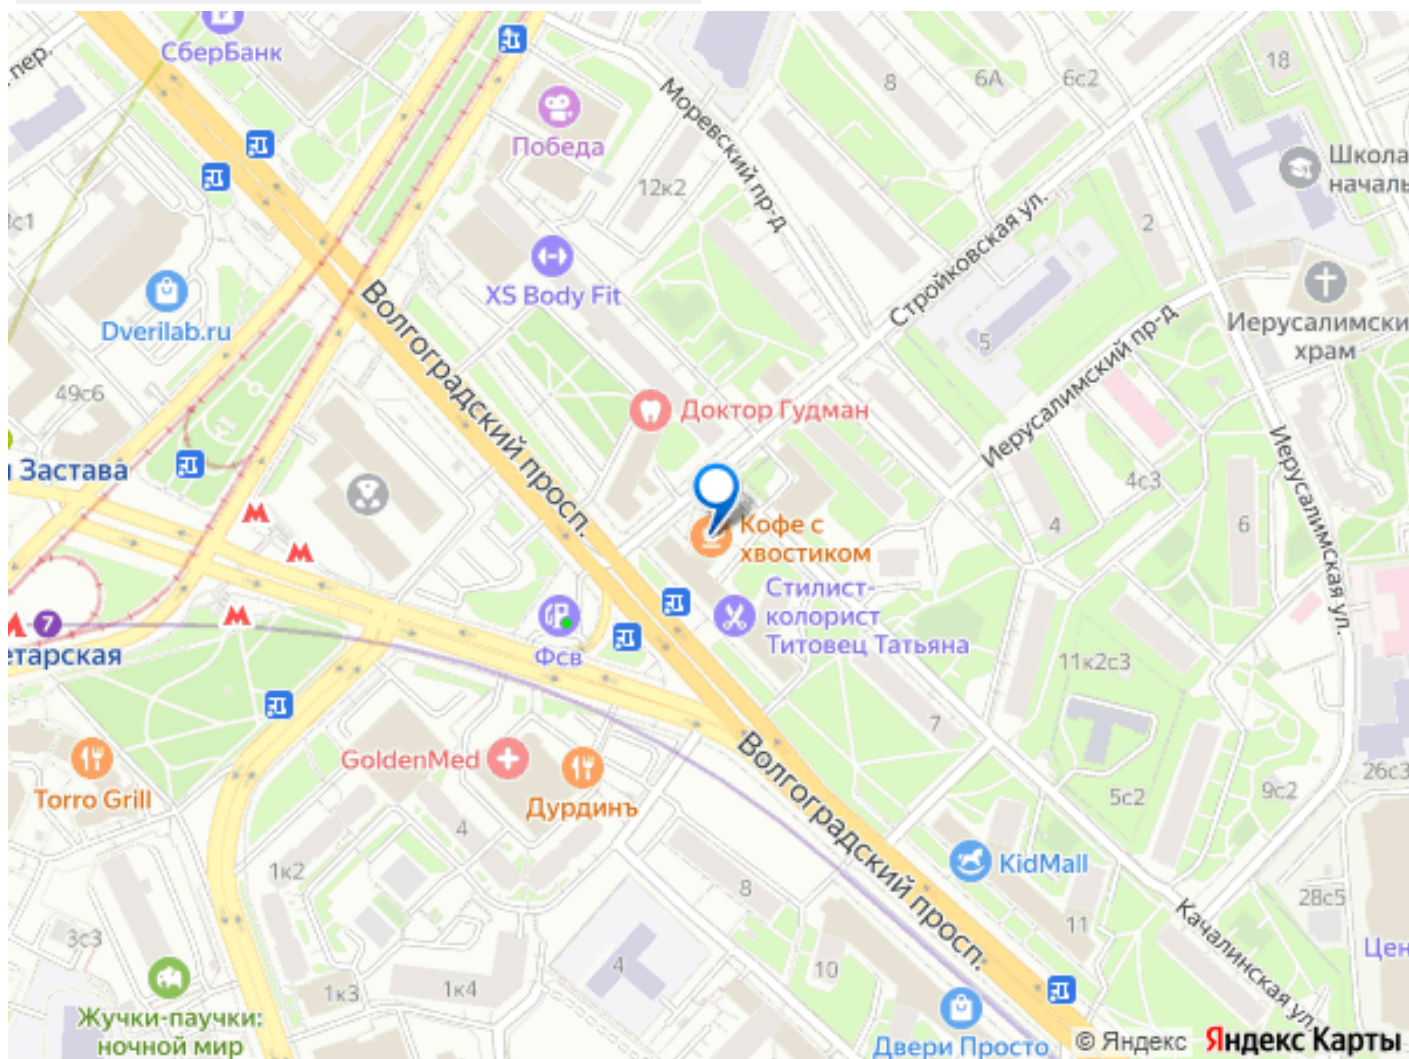 СберБанк
пер.
18
8
6А
6с2
Моревский пр-д
Победа
Школа
началь
12к2
3с1
2
Стройковская ул.
XS Body Fit
Dverilab.ru
Волгоградский просп.
5
Иерусалимский пр-д
Иерусалимски
храм
49с6
Доктор Гудман
Иерусалимская ул.
Застава
4с3
4
6
Кофе с
хвостиком
Стилист-
колорист
Титовец Татьяна
7
Фсв
етарская
11к2с3
7
GoldenMed
Волгоградский просп.
26с3
Torro Grill
Дурдинъ
5с2
9с2
4
KidMall
1к2
8
28с5
11
Качалинская ул.
3с3
Цен
4
10
1к3
1к4
Жучки-паучки:
ночной мир
Двери Просто
© Яндекс Яндекс Карты